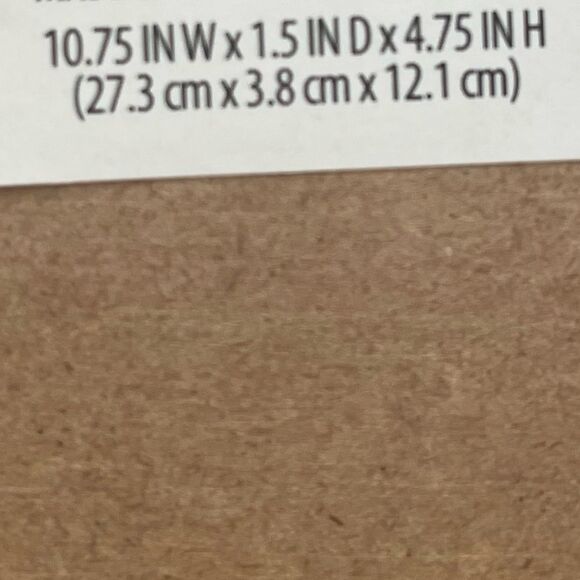 10.75 IN W x 1.5 IN D x 4.75 IN H
(27.3 cm x 3.8 cm x 12.1 cm)